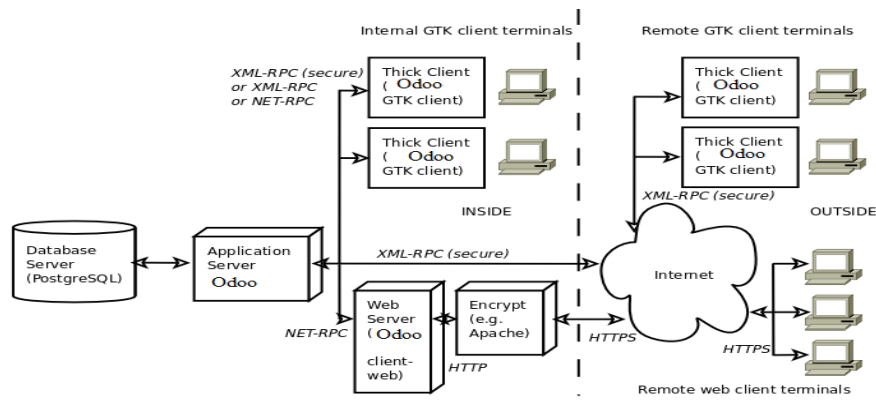 Internal GTK client terminals
Remote GTK client terminals
XML-RPC (secure)
or XML-RPC
or NET-RPC
Thick Client
( Odoo
GTK client)
Thick Client
( Odoo
GTK client)
Thick Client
( Odoo
GTK client)
Thick Client
( Odoo
GTK client)
XML-RPC (secure)
INSIDE
OUTSIDE
Database
Server
(PostgreSQL)
Application
Server
Odoo
XML-RPC (secure)
Internet
Web
Server
( Odoo
client-
web)
Encrypt
(e.g.
Apache)
NET-RPC
HTTP
HTTPS
HTTPS
Remote web client terminals